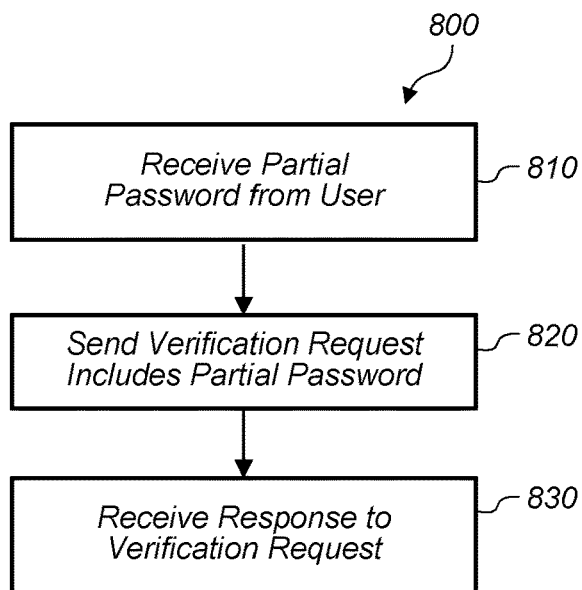 800
Receive Partial
Password from User
810
Send Verification Request
Includes Partial Password
820
Receive Response to
Verification Request
830